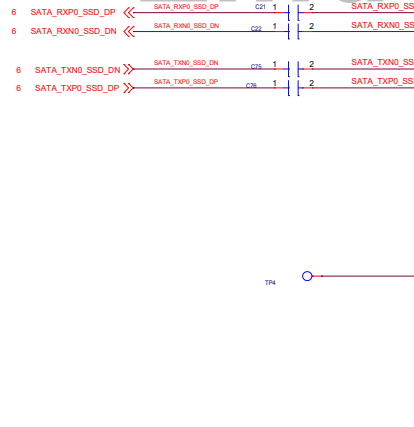 6 SATA_RXP0_SSD_DP SATA_RXP0_SSD_DP C21 1 2 SATA_RXP0_SS
6 SATA_RXN0_SSD_DN SATA_RXN0_SSD_DN C22 1 2 SATA_RXN0_SS
6 SATA_TXN0_SSD_DN SATA_TXN0_SSD_DN C75 1 2 SATA_TXN0_SS
6 SATA_TXP0_SSD_DP SATA_TXP0_SSD_DP C76 1 2 SATA_TXP0_SS
TP4